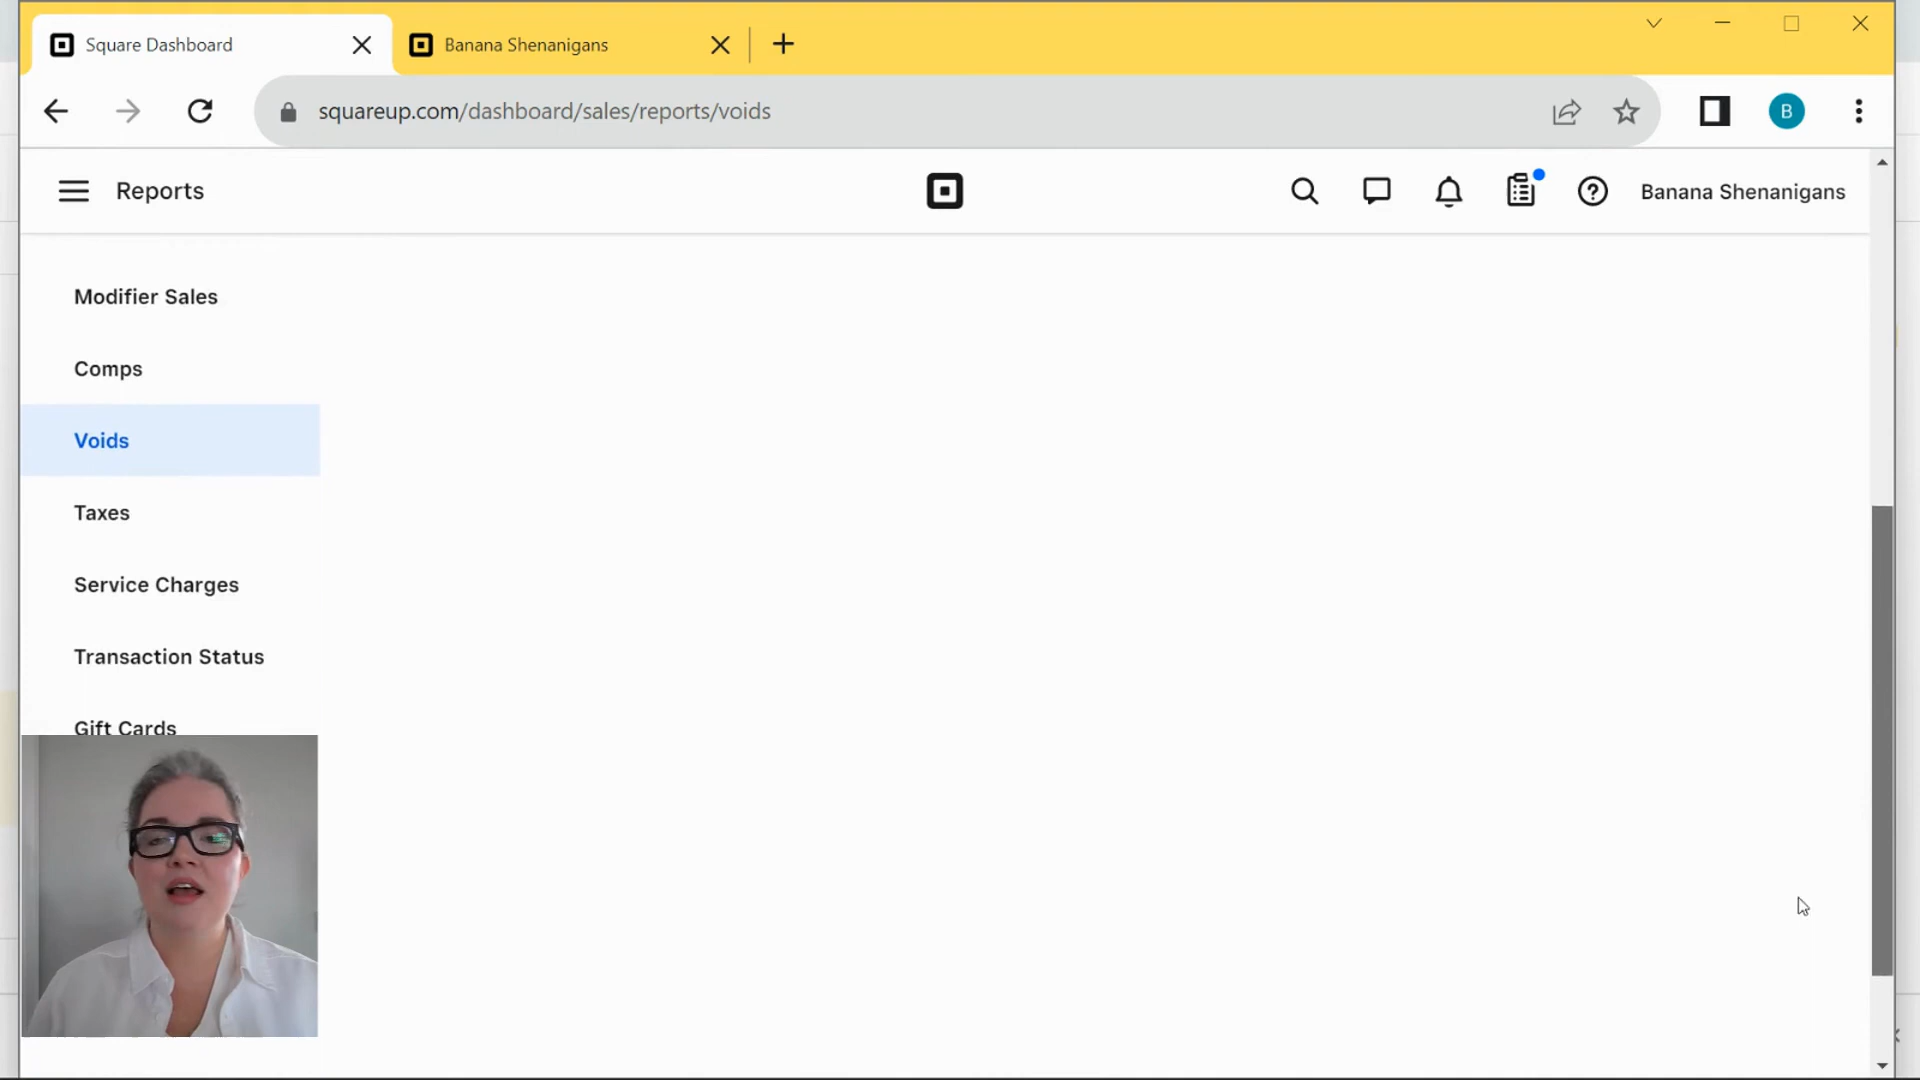 Square Dashboard
Banana Shenanigans
squareup.com/dashboard/sales/reports/voids
B
Reports
Banana Shenanigans
Modifier Sales
Comps
Voids
Taxes
Service Charges
Transaction Status
Gift Cards